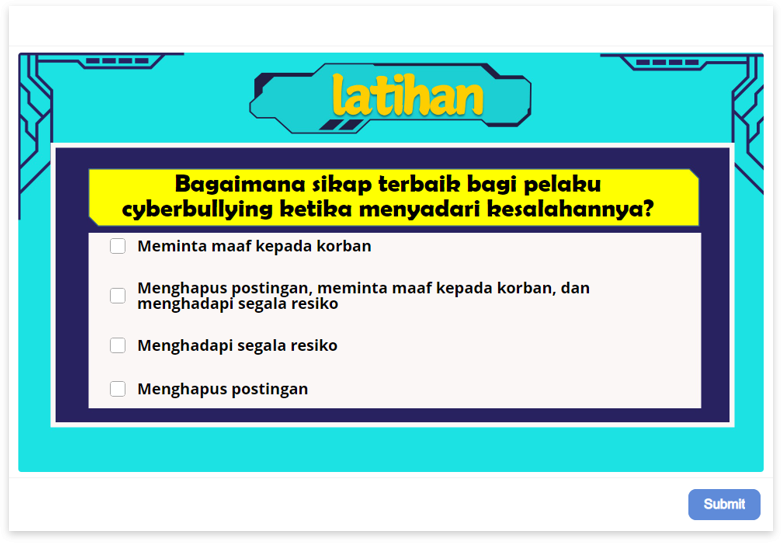 latihan
Bagaimana sikap terbaik bagi pelaku
cyberbullying ketika menyadari kesalahannya?
Meminta maaf kepada korban
Menghapus postingan, meminta maaf kepada korban, dan
menghadapi segala resiko
Menghadapi segala resiko
Menghapus postingan
Submit